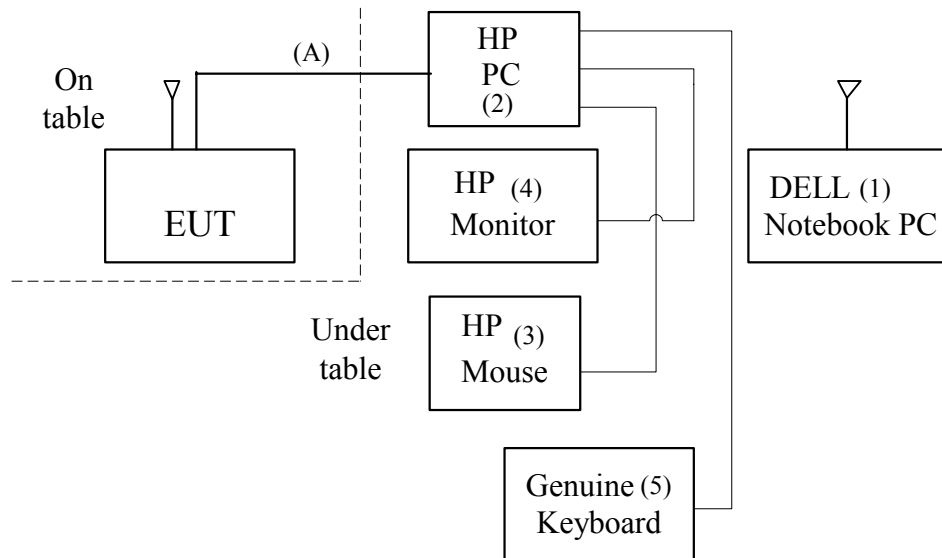 On
table
(A)
EUT
HP
PC
(2)
HP (4)
Monitor
DELL (1)
Notebook PC
Under
table
HP (3)
Mouse
Genuine (5)
Keyboard